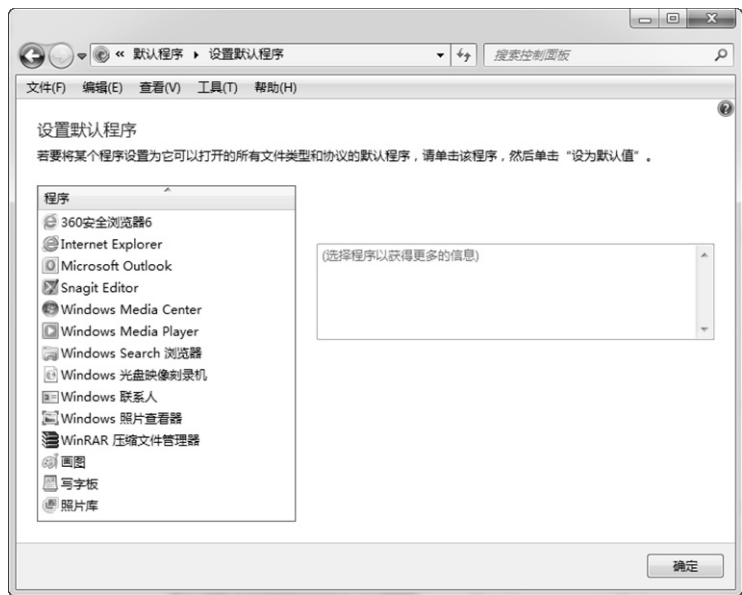 « 默认程序 ▸ 设置默认程序
搜索控制面板
文件(F) 编辑(E) 查看(V) 工具(T) 帮助(H)
设置默认程序
若要将某个程序设置为它可以打开的所有文件类型和协议的默认程序，请单击该程序，然后单击“设为默认值”。
程序
360安全浏览器6
Internet Explorer
Microsoft Outlook
Snagit Editor
Windows Media Center
Windows Media Player
Windows Search 浏览器
Windows 光盘映像刻录机
Windows 联系人
Windows 照片查看器
WinRAR 压缩文件管理器
画图
写字板
照片库
(选择程序以获得更多的信息)
确定